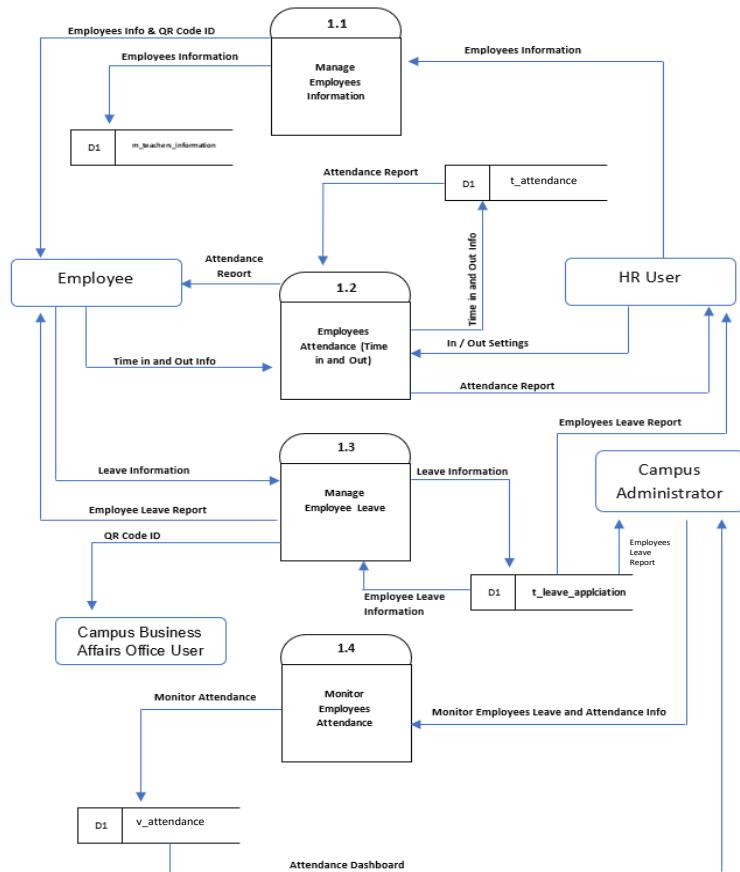 1.1
Employees Info & QR Code ID
Employees Information
Employees Information
Manage
Employees
Information
D1
m_teachers_information
Attendance Report
D1
t_attendance
Time in and Out Info
Attendance
Report
Employee
HR User
1.2
Employees
Attendance (Time
in and Out)
In / Out Settings
Time in and Out Info
Attendance Report
Employees Leave Report
1.3
Leave Information
Leave Information
Campus
Administrator
Manage
Employee Leave
Employee Leave Report
QR Code ID
Employees
Leave
Report
Employee Leave
Information
D1
t_leave_applciation
Campus Business
Affairs Office User
1.4
Monitor Attendance
Monitor
Employees
Attendance
Monitor Employees Leave and Attendance Info
D1
v_attendance
Attendance Dashboard